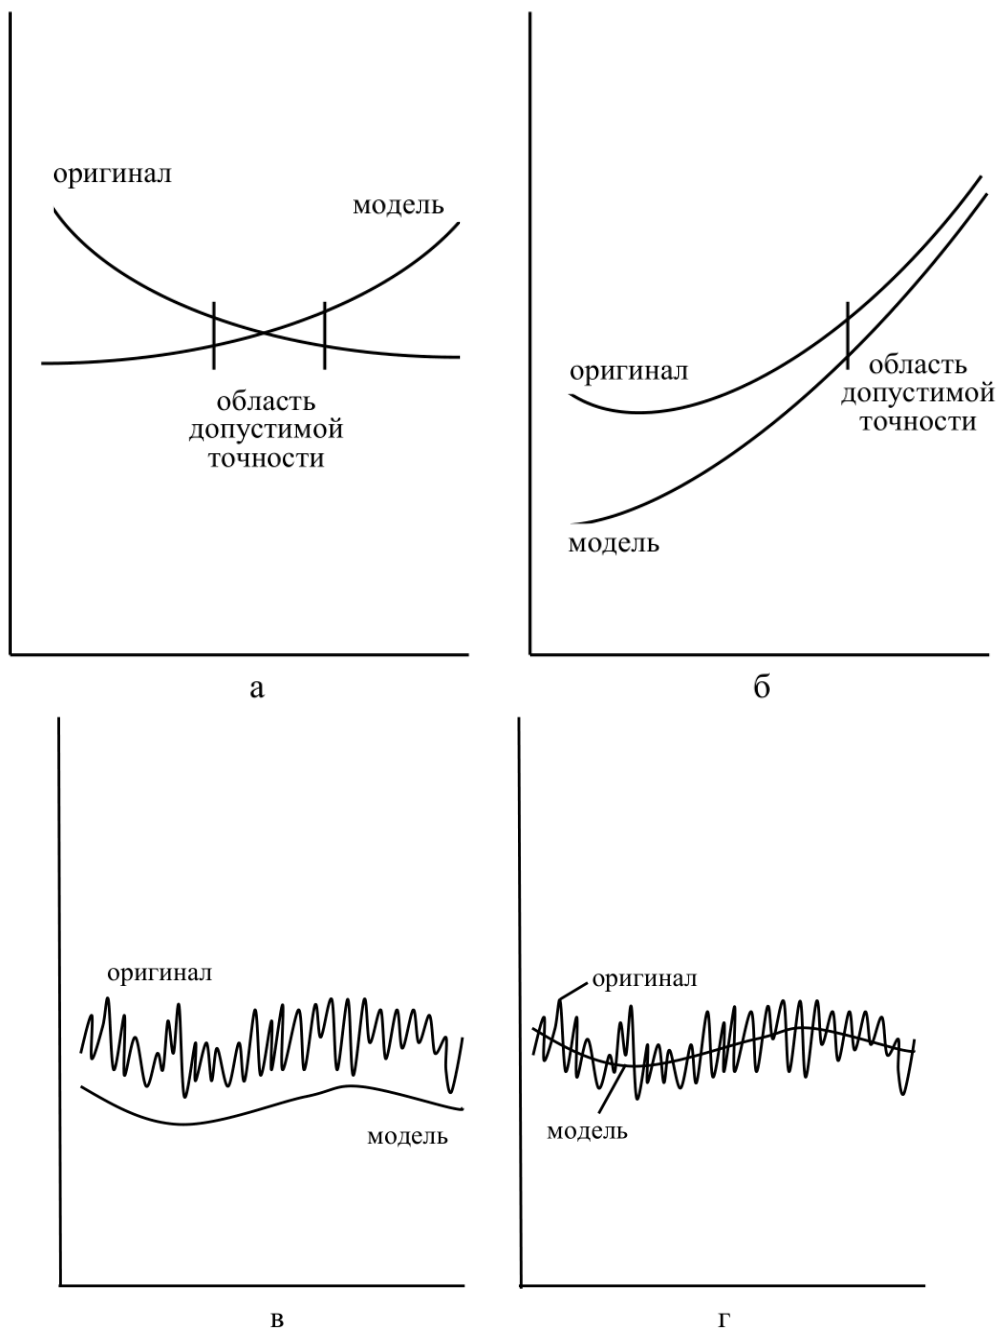 оригинал
модель
область
допустимой
точности
а
оригинал
область
допустимой
точности
модель
б
оригинал
модель
в
оригинал
модель
г